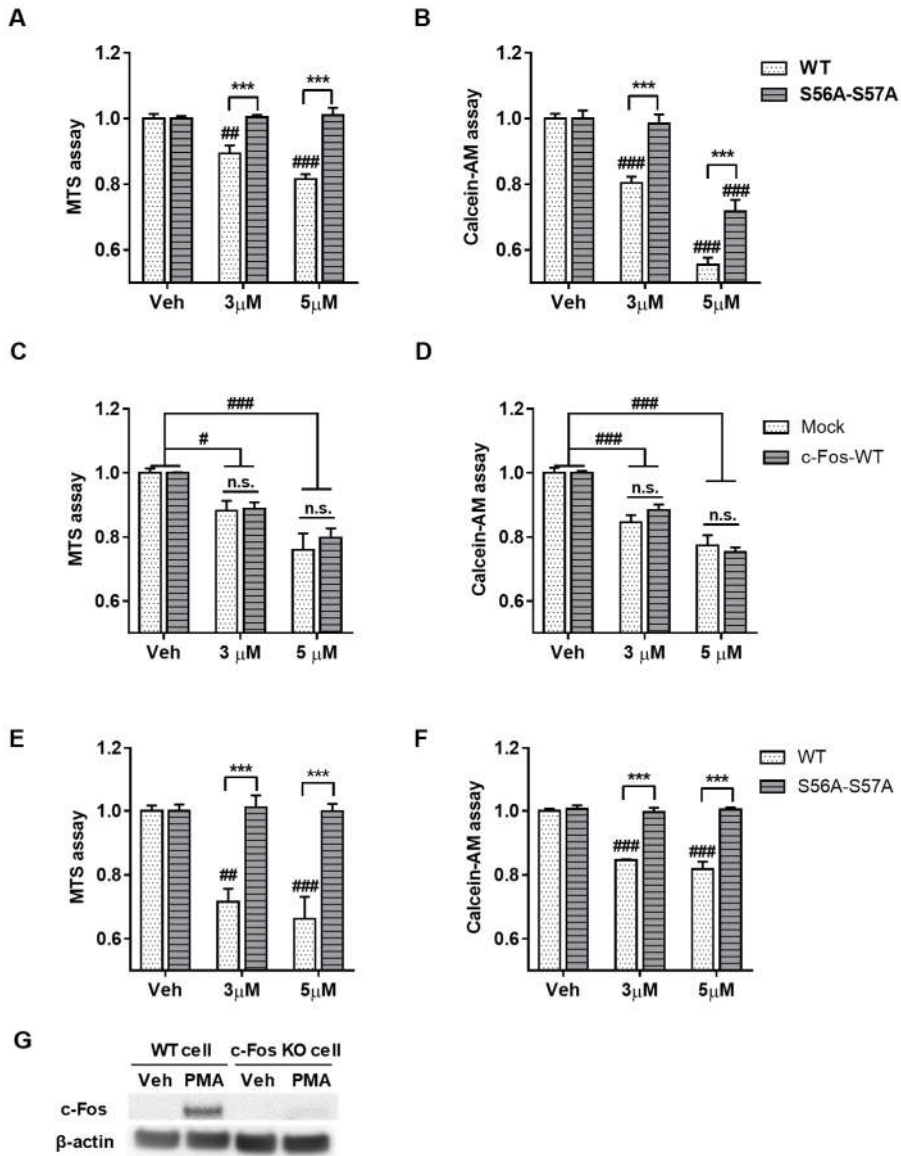 A
MTS assay
1.2
1.0
0.8
0.6
***
***
##
###
Veh
3μM
5μM
B
Calcein-AM assay
1.2
1.0
0.8
0.6
***
***
###
###
###
Veh
3μM
5μM
WT
S56A-S57A
C
MTS assay
1.2
1.0
0.8
0.6
###
#
n.s.
n.s.
Veh
3 μM
5 μM
D
Calcein-AM assay
1.2
1.0
0.8
0.6
###
###
n.s.
n.s.
Veh
3 μM
5 μM
Mock
c-Fos-WT
E
MTS assay
1.2
1.0
0.8
0.6
***
***
##
###
Veh
3μM
5μM
F
Calcein-AM assay
1.2
1.0
0.8
0.6
***
***
###
###
Veh
3μM
5μM
WT
S56A-S57A
G
WT cell c-Fos KO cell
Veh PMA Veh PMA
c-Fos
β-actin